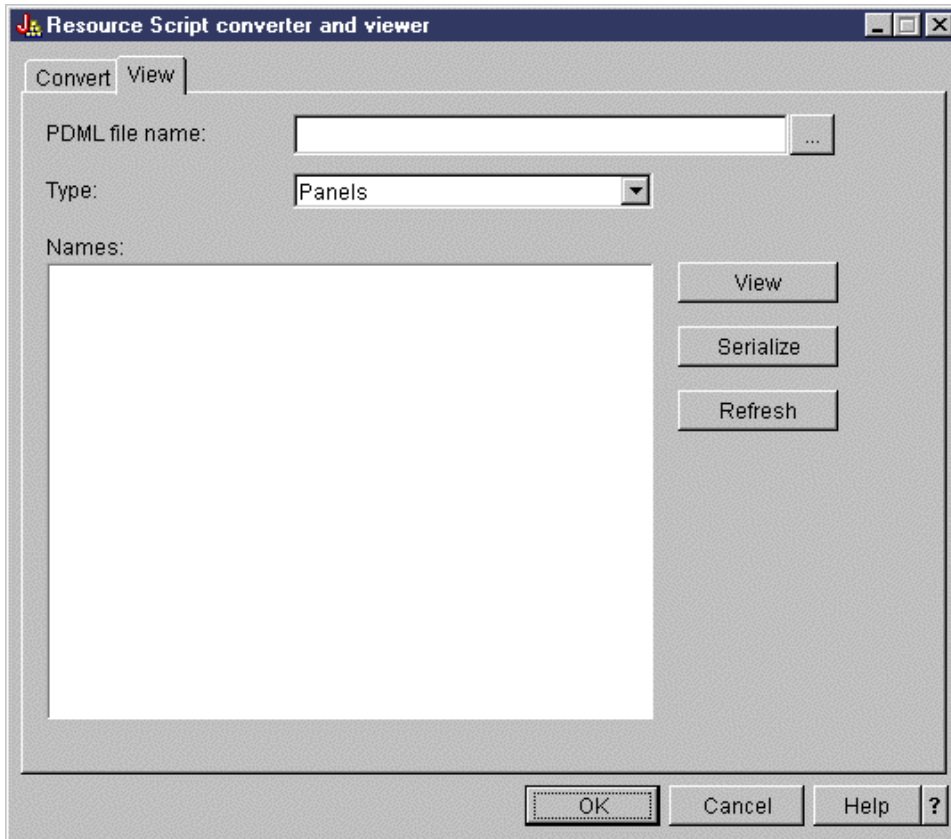 Resource Script converter and viewer
Convert View
PDML file name: ...
Type: Panels
Names:
View
Serialize
Refresh
OK Cancel Help ?